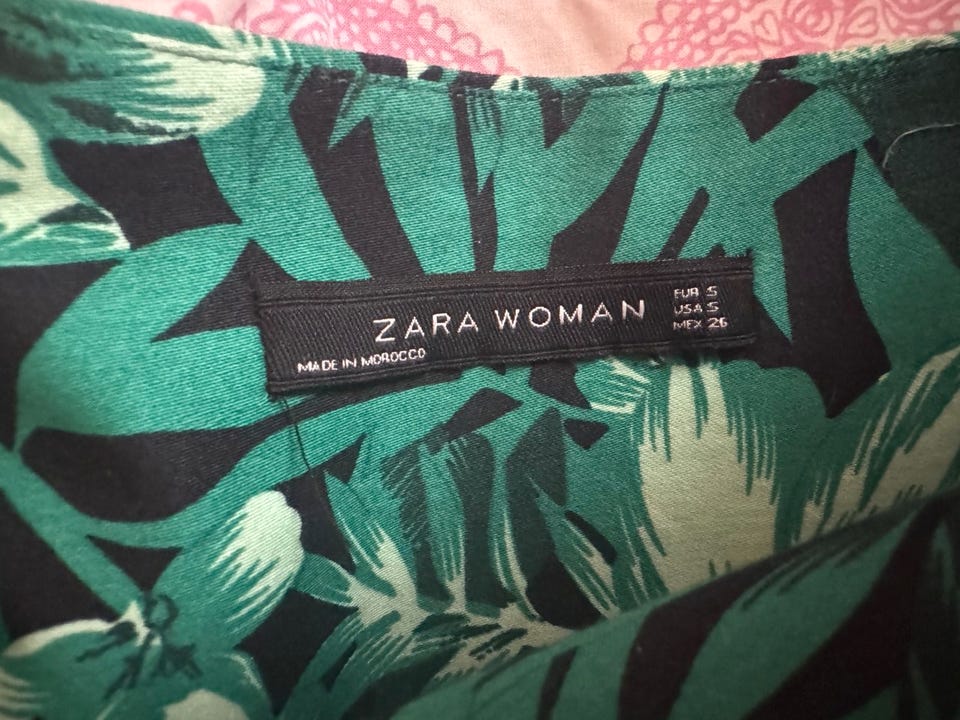 ZARA WOMAN
EUR S
USA S
MEX 26
MADE IN MOROCCO